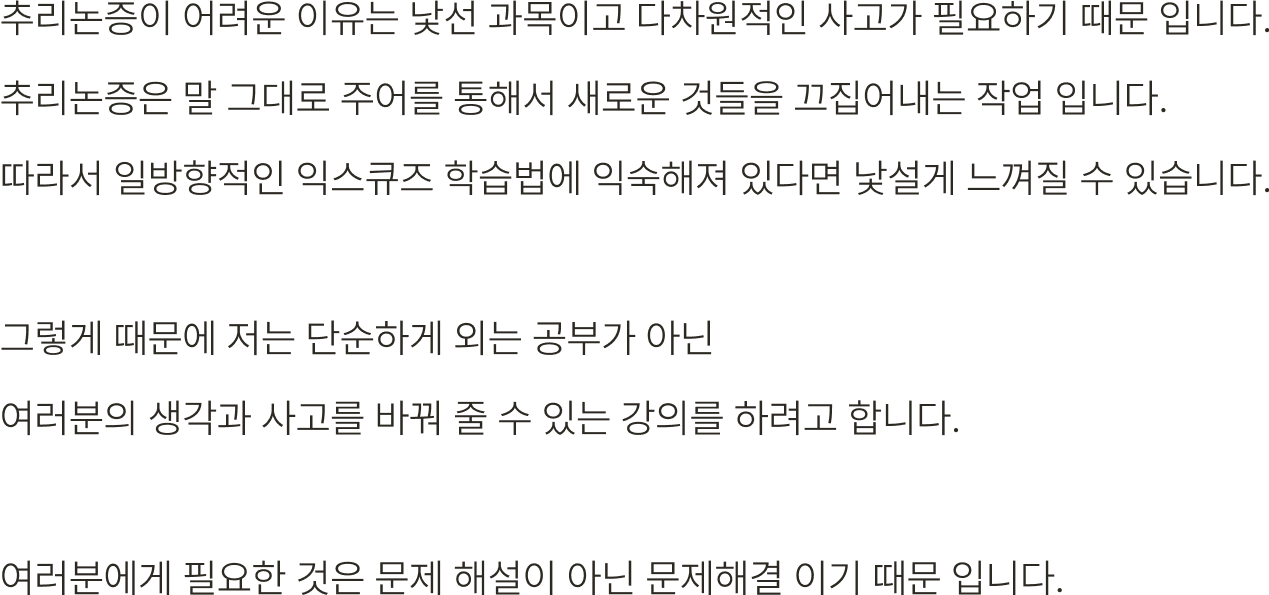 추리논증이 어려운 이유는 낯선 과목이고 다차원적인 사고가 필요하기 때문 입니다.
추리논증은 말 그대로 주어를 통해서 새로운 것들을 끄집어내는 작업 입니다.
따라서 일방향적인 익스큐즈 학습법에 익숙해져 있다면 낯설게 느껴질 수 있습니다.
그렇게 때문에 저는 단순하게 외는 공부가 아닌
여러분의 생각과 사고를 바꿔 줄 수 있는 강의를 하려고 합니다.
여러분에게 필요한 것은 문제 해설이 아닌 문제해결 이기 때문 입니다.